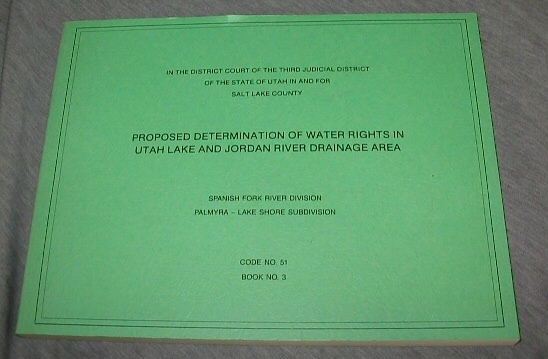 IN THE DISTRICT COURT OF THE THIRD JUDICIAL DISTRICT
OF THE STATE OF UTAH IN AND FOR
SALT LAKE COUNTY
PROPOSED DETERMINATION OF WATER RIGHTS IN
UTAH LAKE AND JORDAN RIVER DRAINAGE AREA
SPANISH FORK RIVER DIVISION
PALMYRA - LAKE SHORE SUBDIVISION
CODE NO. 51
BOOK NO. 3